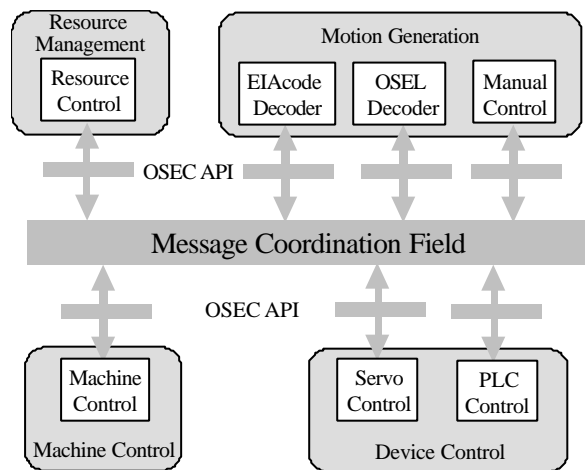 Resource
Management
Resource
Control
Motion Generation
EIAcode
Decoder
OSEL
Decoder
Manual
Control
OSEC API
Message Coordination Field
OSEC API
Machine
Control
Machine Control
Servo
Control
PLC
Control
Device Control